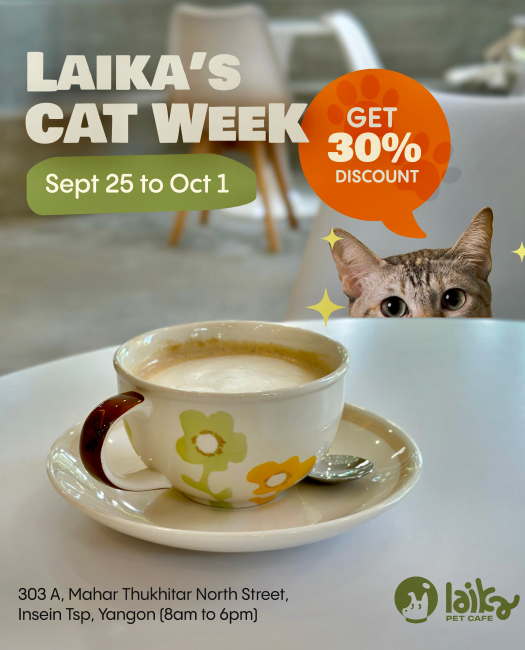 LAIKA'S
CAT WEEK
Sept 25 to Oct 1
GET
30%
DISCOUNT
303 A, Mahar Thukhitar North Street,
Insein Tsp, Yangon (8am to 6pm)
laika
PET CAFE